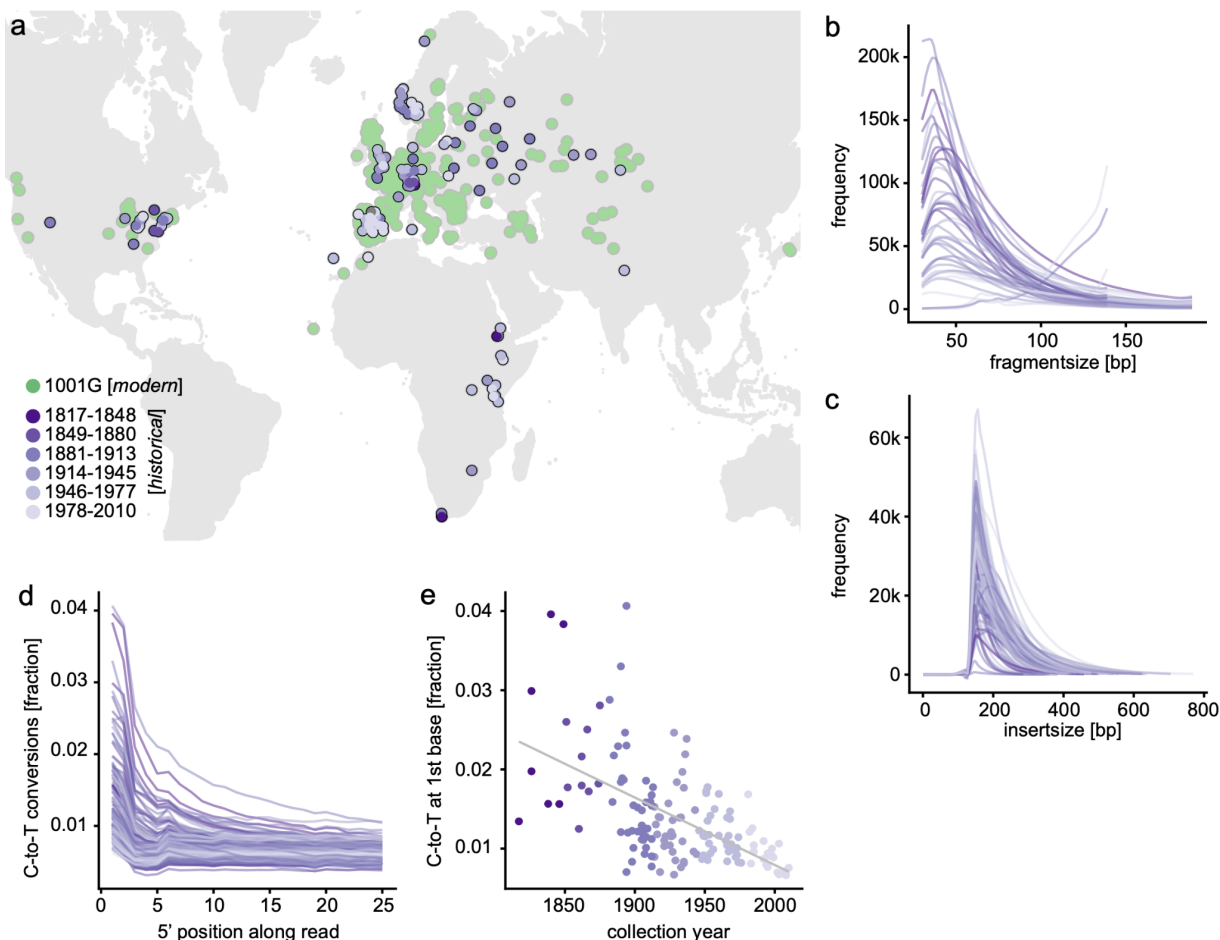 a
1001G [modern]
1817-1848
1849-1880
1881-1913
1914-1945
1946-1977
1978-2010
[historical]
b
200k
150k
100k
50k
0
frequency
50
100
150
fragmentsize [bp]
c
60k
40k
20k
0
frequency
0
200
400
600
800
insertsize [bp]
d
0.04
0.03
0.02
0.01
C-to-T conversions [fraction]
0
5
10
15
20
25
5' position along read
e
0.04
0.03
0.02
0.01
C-to-T at 1st base [fraction]
1850
1900
1950
2000
collection year